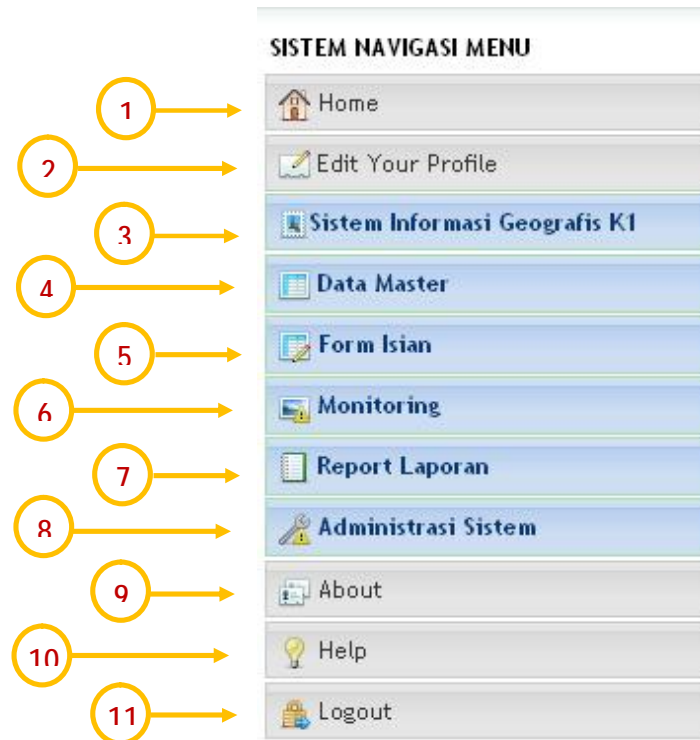 SISTEM NAVIGASI MENU
1 Home
2 Edit Your Profile
3 Sistem Informasi Geografis K1
4 Data Master
5 Form Isian
6 Monitoring
7 Report Laporan
8 Administrasi Sistem
9 About
10 Help
11 Logout